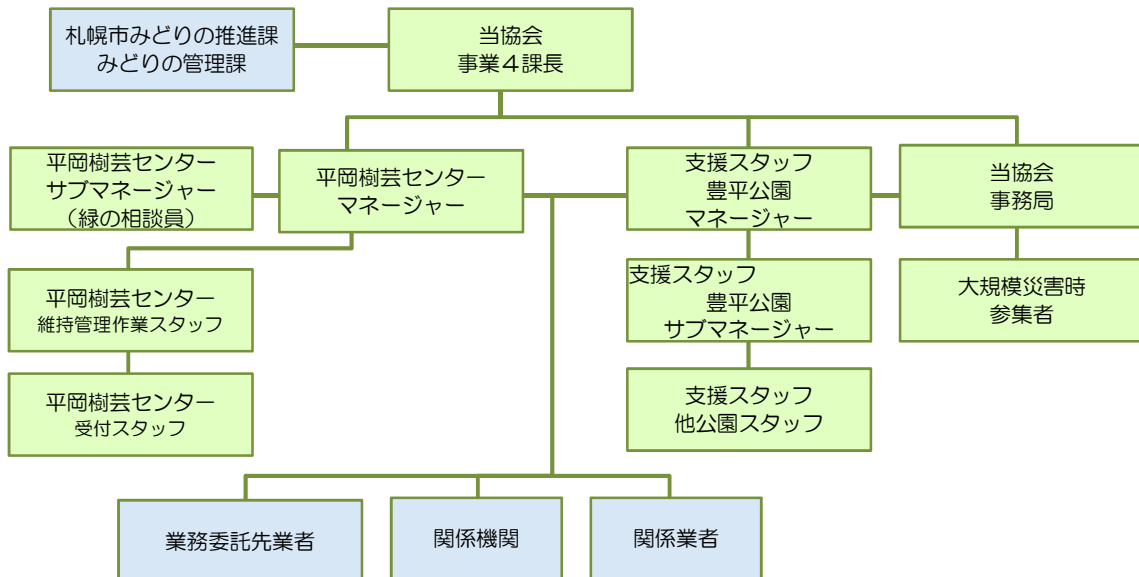 札幌市みどりの推進課
みどりの管理課
当協会
事業４課長
平岡樹芸センター
サブマネージャー
（緑の相談員）
平岡樹芸センター
マネージャー
支援スタッフ
豊平公園
マネージャー
当協会
事務局
平岡樹芸センター
維持管理作業スタッフ
支援スタッフ
豊平公園
サブマネージャー
大規模災害時
参集者
平岡樹芸センター
受付スタッフ
支援スタッフ
他公園スタッフ
業務委託先業者
関係機関
関係業者